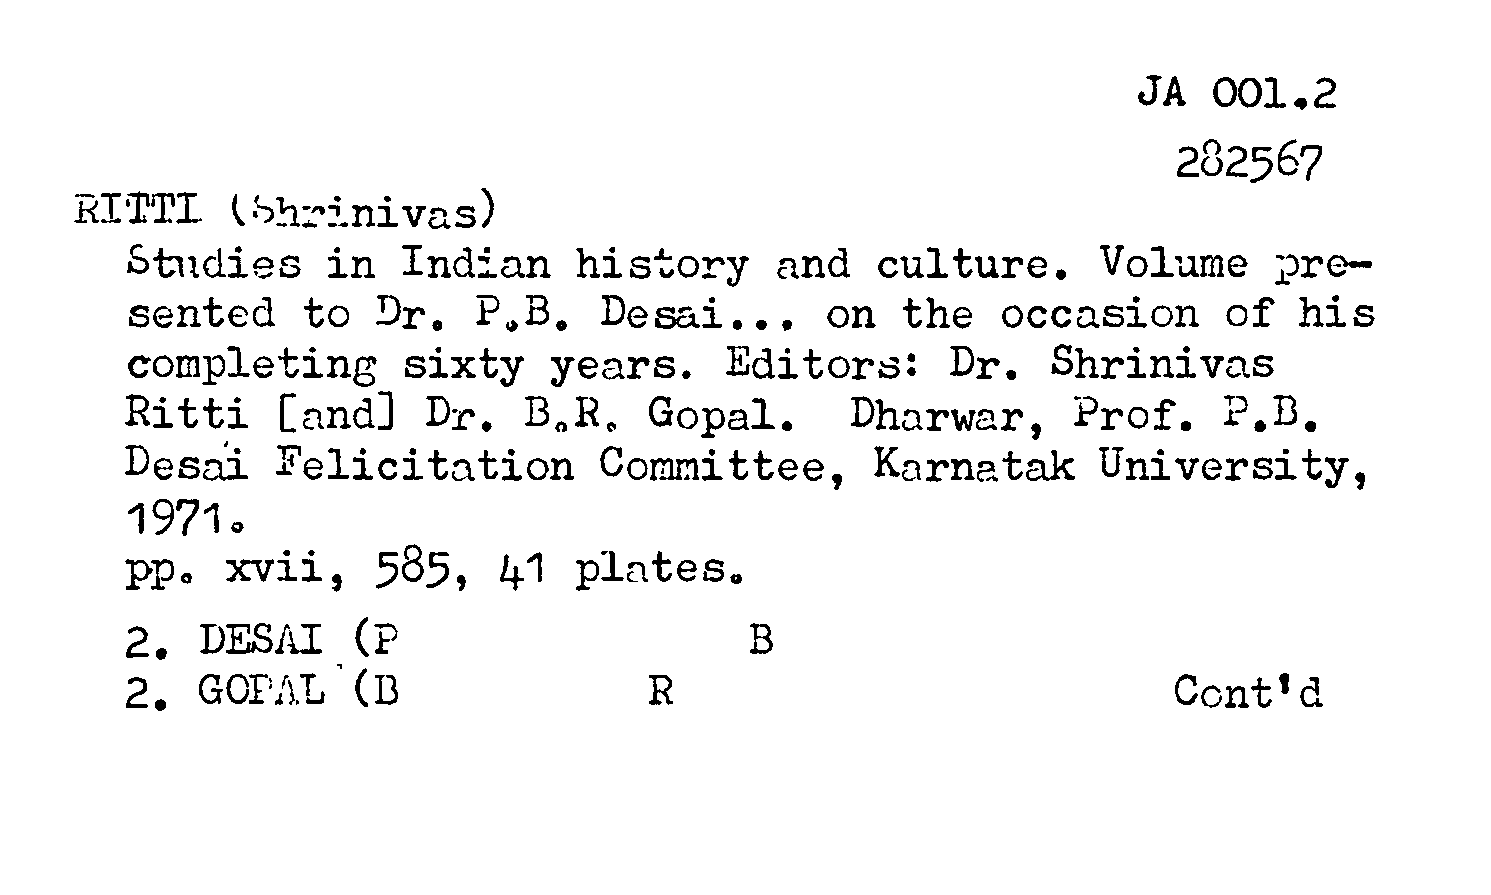 JA 001.2
282567
RITTI (Shrinivas)
Studies in Indian history and culture. Volume pre-
sented to Dr. P.B. Desai... on the occasion of his
completing sixty years. Editors: Dr. Shrinivas
Ritti [and] Dr. B.R. Gopal. Dharwar, Prof. P.B.
Desai Felicitation Committee, Karnatak University,
1971.
pp. xvii, 585, 41 plates.
2. DESAI (P B
2. GOPAL (B R Cont'd